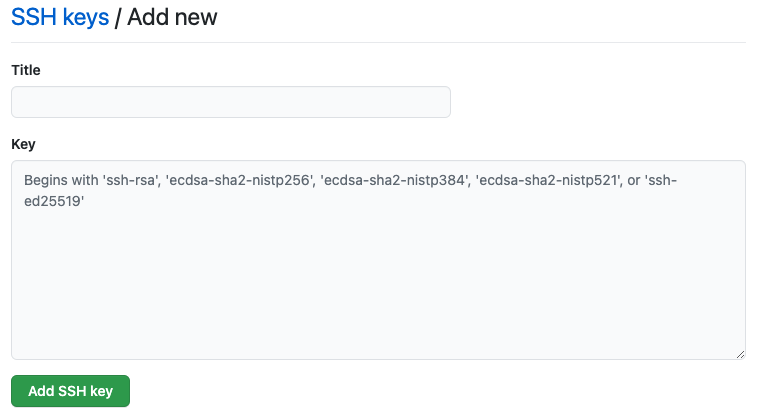 SSH keys / Add new
Title
Key
Begins with 'ssh-rsa', 'ecdsa-sha2-nistp256', 'ecdsa-sha2-nistp384', 'ecdsa-sha2-nistp521', or 'ssh-
ed25519'
Add SSH key